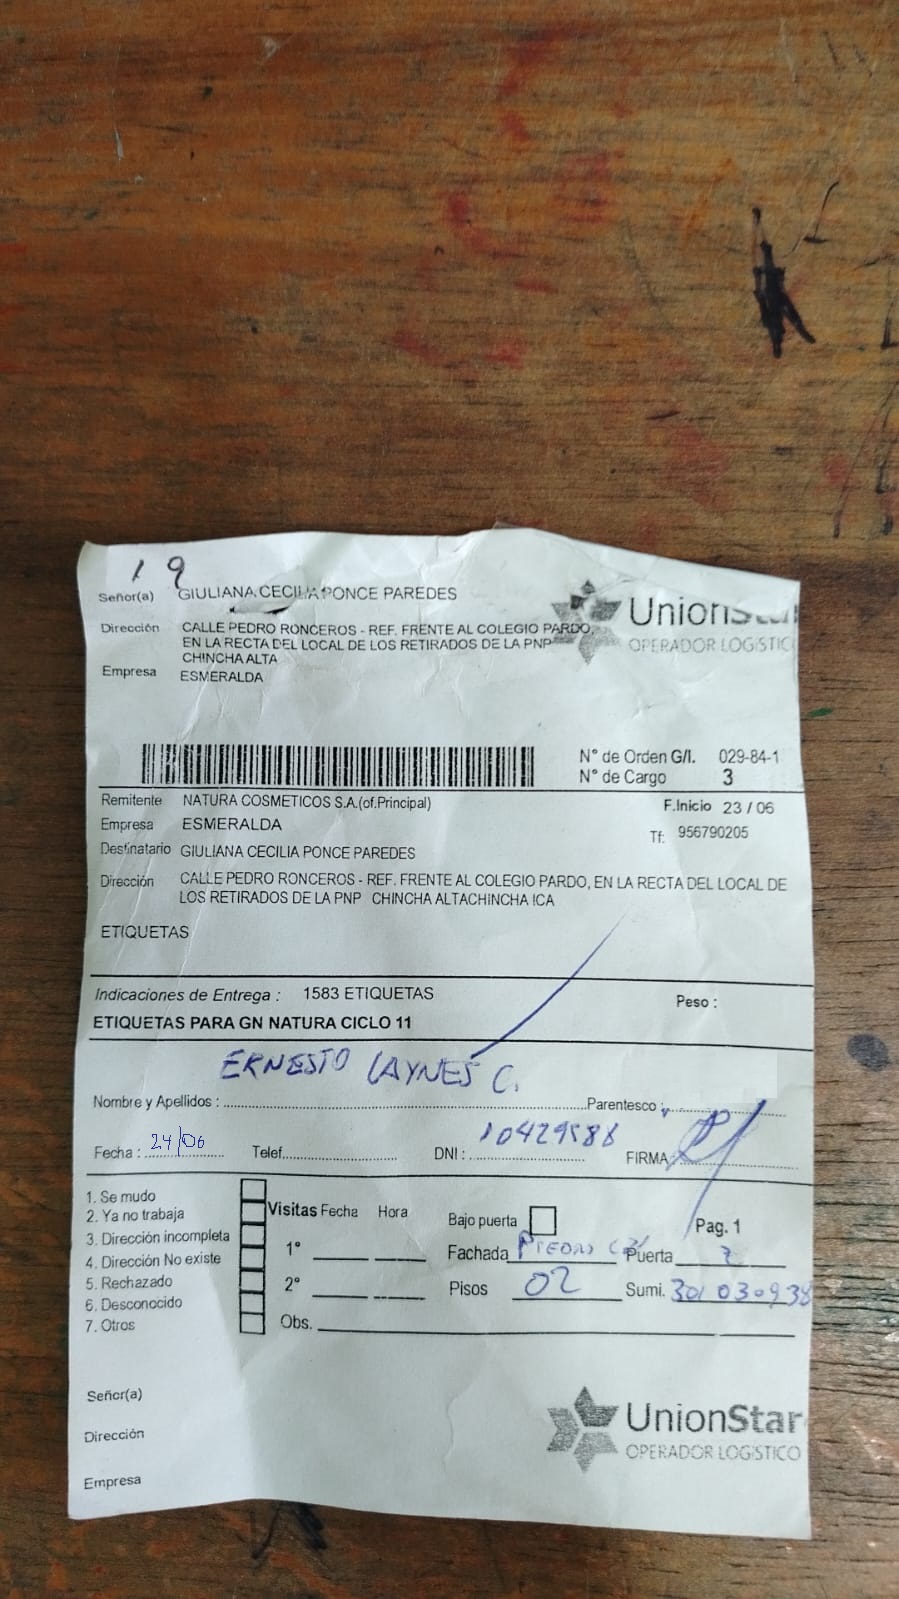 19
Señor(a) GIULIANA CECILIA PONCE PAREDES
UnionStar
OPERADOR LOGISTIC
Dirección CALLE PEDRO RONCEROS - REF. FRENTE AL COLEGIO PARDO,
EN LA RECTA DEL LOCAL DE LOS RETIRADOS DE LA PNP
CHINCHA ALTA
Empresa ESMERALDA
N° de Orden G/I. 029-84-1
N° de Cargo 3
Remitente NATURA COSMETICOS S.A.(of.Principal) F.Inicio 23 / 06
Empresa ESMERALDA Tf: 956790205
Destinatario GIULIANA CECILIA PONCE PAREDES
Dirección CALLE PEDRO RONCEROS - REF. FRENTE AL COLEGIO PARDO, EN LA RECTA DEL LOCAL DE
LOS RETIRADOS DE LA PNP CHINCHA ALTACHINCHA ICA
ETIQUETAS
Indicaciones de Entrega : 1583 ETIQUETAS Peso :
ETIQUETAS PARA GN NATURA CICLO 11
ERNESTO LAYNES C.
Nombre y Apellidos : Parentesco :
Fecha : 24/06 Telef. DNI : 10429588 FIRMA
1. Se mudo
2. Ya no trabaja
3. Dirección incompleta
4. Dirección No existe
5. Rechazado
6. Desconocido
7. Otros
Visitas Fecha Hora
1°
2°
Obs.
Bajo puerta Pag. 1
Fachada PIEDRAS Puerta
Pisos 02 Sumi. 301030938
Señor(a)
Dirección
Empresa
UnionStar
OPERADOR LOGISTICO